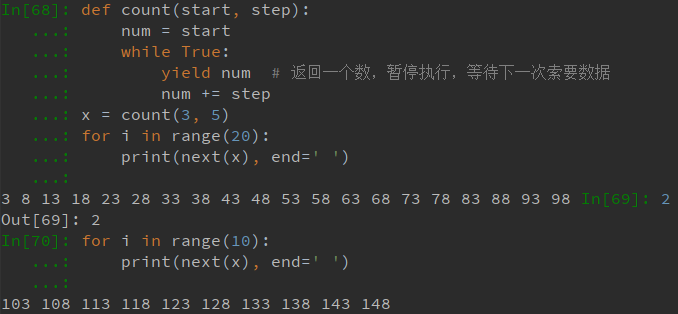 In[68]: def count(start, step):
   ...:     num = start
   ...:     while True:
   ...:         yield num  # 返回一个数，暂停执行，等待下一次索要数据
   ...:         num += step
   ...: x = count(3, 5)
   ...: for i in range(20):
   ...:     print(next(x), end=' ')
   ...:
3 8 13 18 23 28 33 38 43 48 53 58 63 68 73 78 83 88 93 98 In[69]: 2
Out[69]: 2
In[70]: for i in range(10):
   ...:     print(next(x), end=' ')
   ...:
103 108 113 118 123 128 133 138 143 148